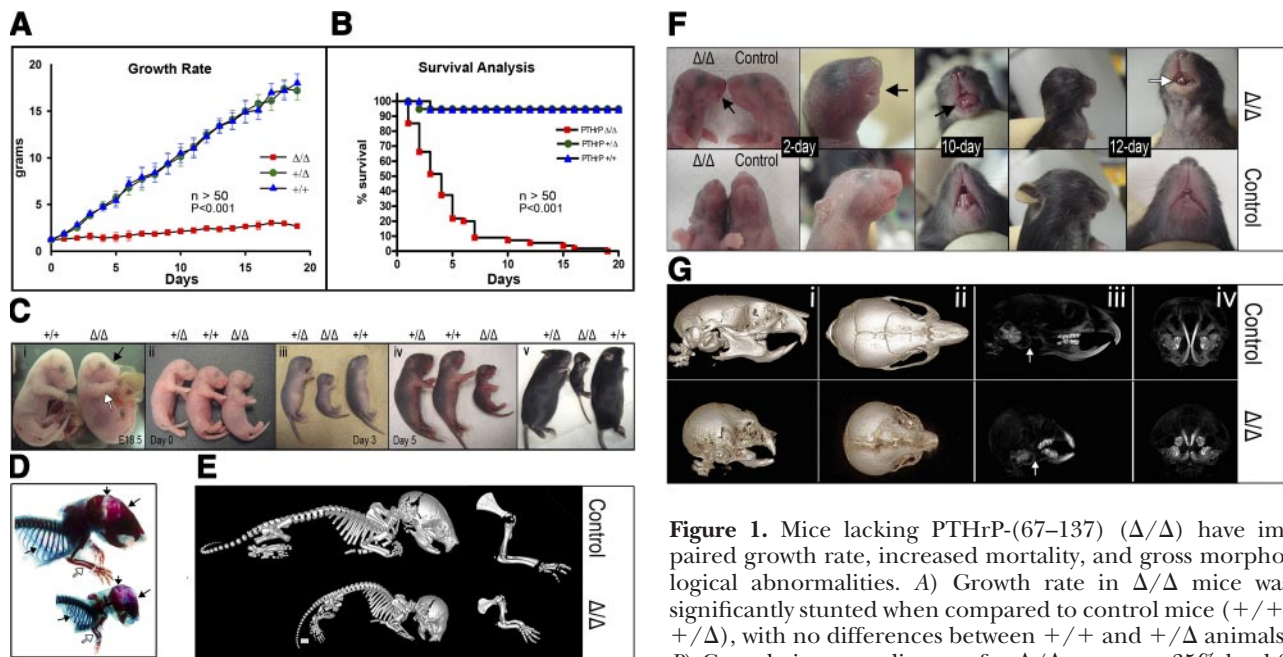 A
Growth Rate
20
15
10
5
0
grams
Δ/Δ
+/Δ
+/+
n > 50
P<0.001
0 5 10 15 20
Days
B
Survival Analysis
100
90
80
70
60
50
40
30
20
10
0
% survival
PTHrP Δ/Δ
PTHrP +/Δ
PTHrP +/+
n > 50
P<0.001
0 5 10 15 20
Days
C
+/+ Δ/Δ +/Δ +/+ Δ/Δ +/Δ Δ/Δ +/+ +/Δ +/+ Δ/Δ +/Δ Δ/Δ +/+
i ii iii iv v
E18.5 Day 0 Day 3 Day 5
D
E
Control
Δ/Δ
F
Δ/Δ Control
Δ/Δ
2-day 10-day 12-day
Δ/Δ Control
Control
G
i ii iii iv
Control
Δ/Δ
Figure 1. Mice lacking PTHrP-(67–137) (Δ/Δ) have im
paired growth rate, increased mortality, and gross morpho
logical abnormalities. A) Growth rate in Δ/Δ mice wa
significantly stunted when compared to control mice (+/+
+/Δ), with no differences between +/+ and +/Δ animals